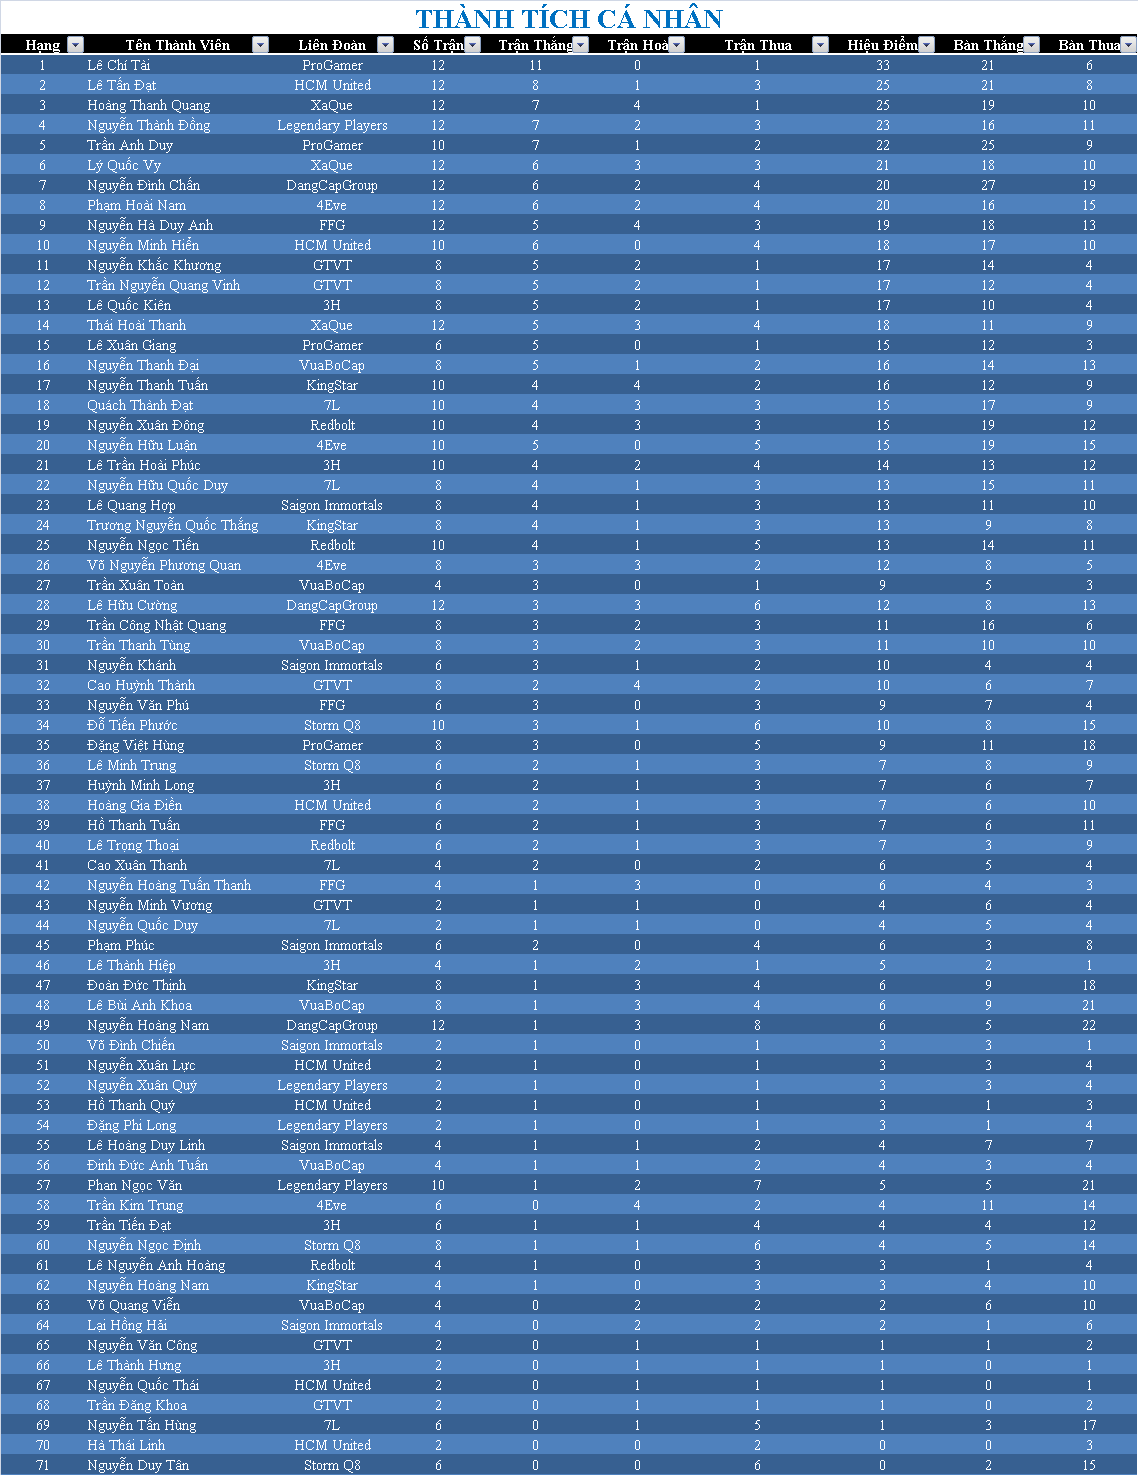 THÀNH TÍCH CÁ NHÂN
Hạng Tên Thành Viên Liên Đoàn Số Trận Trận Thắng Trận Hoà Trận Thua Hiệu Điểm Bàn Thắng Bàn Thua
1 Lê Chí Tài ProGamer 12 11 0 1 33 21 6
2 Lê Tấn Đạt HCM United 12 8 1 3 25 21 8
3 Hoàng Thanh Quang XaQue 12 7 4 1 25 19 10
4 Nguyễn Thành Đồng Legendary Players 12 7 2 3 23 16 11
5 Trần Anh Duy ProGamer 10 7 1 2 22 25 9
6 Lý Quốc Vy XaQue 12 6 3 3 21 18 10
7 Nguyễn Đình Chấn DangCapGroup 12 6 2 4 20 27 19
8 Phạm Hoài Nam 4Eve 12 6 2 4 20 16 15
9 Nguyễn Hà Duy Anh FFG 12 5 4 3 19 18 13
10 Nguyễn Minh Hiển HCM United 10 6 0 4 18 17 10
11 Nguyễn Khắc Khương GTVT 8 5 2 1 17 14 4
12 Trần Nguyễn Quang Vinh GTVT 8 5 2 1 17 12 4
13 Lê Quốc Kiên 3H 8 5 2 1 17 10 4
14 Thái Hoài Thanh XaQue 12 5 3 4 18 11 9
15 Lê Xuân Giang ProGamer 6 5 0 1 15 12 3
16 Nguyễn Thanh Đại VuaBoCap 8 5 1 2 16 14 13
17 Nguyễn Thanh Tuấn KingStar 10 4 4 2 16 12 9
18 Quách Thành Đạt 7L 10 4 3 3 15 17 9
19 Nguyễn Xuân Đông Redbolt 10 4 3 3 15 19 12
20 Nguyễn Hữu Luận 4Eve 10 5 0 5 15 19 15
21 Lê Trần Hoài Phúc 3H 10 4 2 4 14 13 12
22 Nguyễn Hữu Quốc Duy 7L 8 4 1 3 13 15 11
23 Lê Quang Hợp Saigon Immortals 8 4 1 3 13 11 10
24 Trương Nguyễn Quốc Thắng KingStar 8 4 1 3 13 9 8
25 Nguyễn Ngọc Tiến Redbolt 10 4 1 5 13 14 11
26 Võ Nguyễn Phương Quan 4Eve 8 3 3 2 12 8 5
27 Trần Xuân Toàn VuaBoCap 4 3 0 1 9 5 3
28 Lê Hữu Cường DangCapGroup 12 3 3 6 12 8 13
29 Trần Công Nhật Quang FFG 8 3 2 3 11 16 6
30 Trần Thanh Tùng VuaBoCap 8 3 2 3 11 10 10
31 Nguyễn Khánh Saigon Immortals 6 3 1 2 10 4 4
32 Cao Huỳnh Thành GTVT 8 2 4 2 10 6 7
33 Nguyễn Văn Phú FFG 6 3 0 3 9 7 4
34 Đỗ Tiến Phước Storm Q8 10 3 1 6 10 8 15
35 Đặng Việt Hùng ProGamer 8 3 0 5 9 11 18
36 Lê Minh Trung Storm Q8 6 2 1 3 7 8 9
37 Huỳnh Minh Long 3H 6 2 1 3 7 6 7
38 Hoàng Gia Điền HCM United 6 2 1 3 7 6 10
39 Hồ Thanh Tuấn FFG 6 2 1 3 7 6 11
40 Lê Trọng Thoại Redbolt 6 2 1 3 7 3 9
41 Cao Xuân Thanh 7L 4 2 0 2 6 5 4
42 Nguyễn Hoàng Tuấn Thanh FFG 4 1 3 0 6 4 3
43 Nguyễn Minh Vương GTVT 2 1 1 0 4 6 4
44 Nguyễn Quốc Duy 7L 2 1 1 0 4 5 4
45 Phạm Phúc Saigon Immortals 6 2 0 4 6 3 8
46 Lê Thành Hiệp 3H 4 1 2 1 5 2 1
47 Đoàn Đức Thịnh KingStar 8 1 3 4 6 9 18
48 Lê Bùi Anh Khoa VuaBoCap 8 1 3 4 6 9 21
49 Nguyễn Hoàng Nam DangCapGroup 12 1 3 8 6 5 22
50 Võ Đình Chiến Saigon Immortals 2 1 0 1 3 3 1
51 Nguyễn Xuân Lực HCM United 2 1 0 1 3 3 4
52 Nguyễn Xuân Quý Legendary Players 2 1 0 1 3 3 4
53 Hồ Thanh Quý HCM United 2 1 0 1 3 1 3
54 Đặng Phi Long Legendary Players 2 1 0 1 3 1 4
55 Lê Hoàng Duy Linh Saigon Immortals 4 1 1 2 4 7 7
56 Đinh Đức Anh Tuấn VuaBoCap 4 1 1 2 4 3 4
57 Phan Ngọc Văn Legendary Players 10 1 2 7 5 5 21
58 Trần Kim Trung 4Eve 6 0 4 2 4 11 14
59 Trần Tiến Đạt 3H 6 1 1 4 4 4 12
60 Nguyễn Ngọc Định Storm Q8 8 1 1 6 4 5 14
61 Lê Nguyễn Anh Hoàng Redbolt 4 1 0 3 3 1 4
62 Nguyễn Hoàng Nam KingStar 4 1 0 3 3 4 10
63 Võ Quang Viễn VuaBoCap 4 0 2 2 2 6 10
64 Lại Hồng Hải Saigon Immortals 4 0 2 2 2 1 6
65 Nguyễn Văn Công GTVT 2 0 1 1 1 1 2
66 Lê Thành Hưng 3H 2 0 1 1 1 0 1
67 Nguyễn Quốc Thái HCM United 2 0 1 1 1 0 1
68 Trần Đăng Khoa GTVT 2 0 1 1 1 0 2
69 Nguyễn Tấn Hùng 7L 6 0 1 5 1 3 17
70 Hà Thái Linh HCM United 2 0 0 2 0 0 3
71 Nguyễn Duy Tân Storm Q8 6 0 0 6 0 2 15